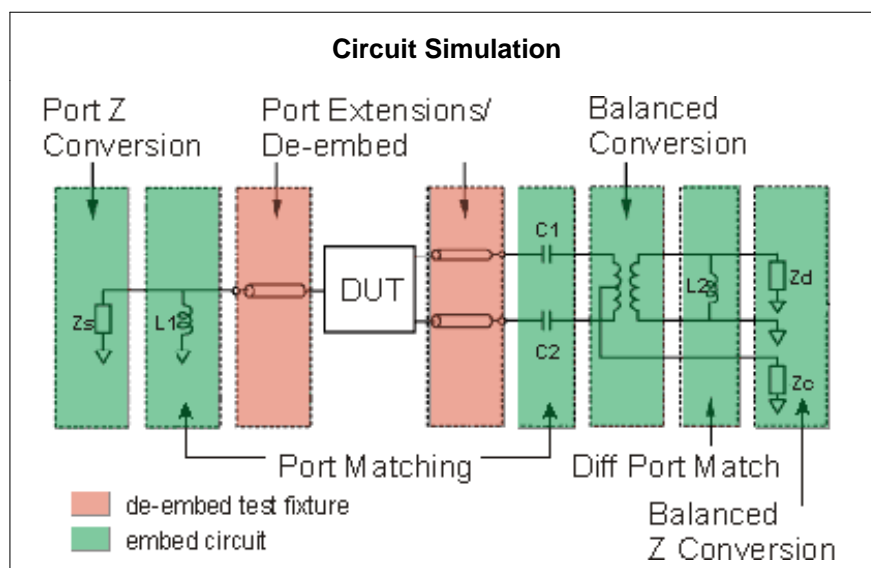 Circuit Simulation
Port Z
Conversion
Port Extensions/
De-embed
Balanced
Conversion
C1
DUT
Zs
L1
L2
Zd
C2
Zc
Port Matching
Diff Port Match
de-embed test fixture
embed circuit
Balanced
Z Conversion